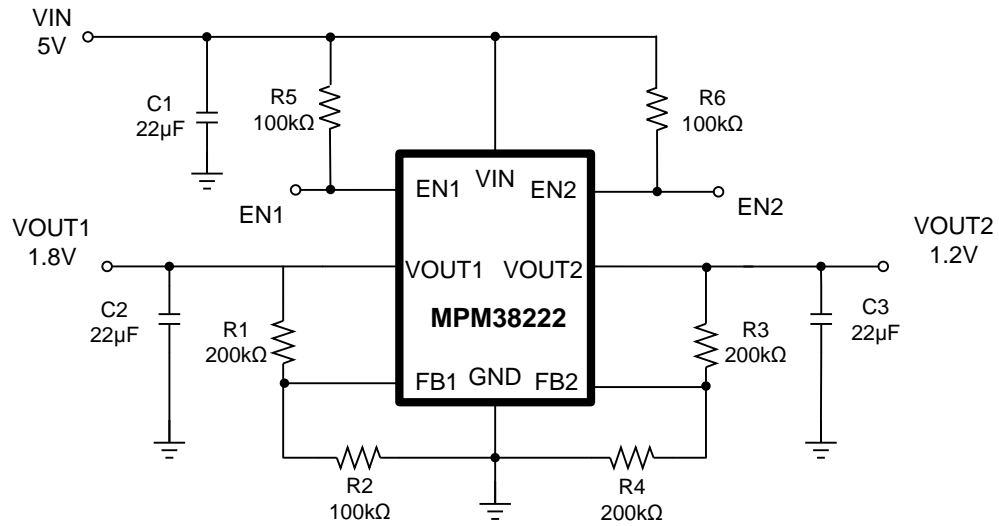 VIN
5V
C1
22µF
R5
100kΩ
R6
100kΩ
EN1
VIN
EN2
EN1
EN2
VOUT1
1.8V
VOUT2
1.2V
VOUT1
VOUT2
MPM38222
C2
22µF
R1
200kΩ
R3
200kΩ
C3
22µF
FB1
GND
FB2
R2
100kΩ
R4
200kΩ